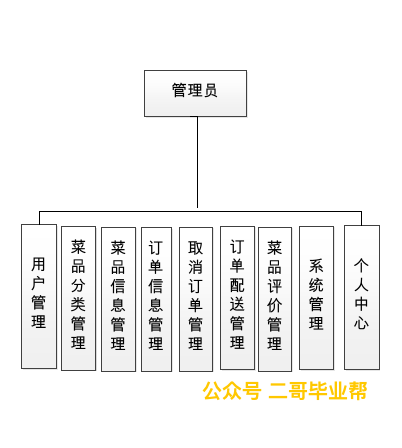 管理员
用户管理
菜品分类管理
菜品信息管理
订单信息管理
取消订单管理
订单配送管理
菜品评价管理
系统管理
个人中心
公众号 二哥毕业帮